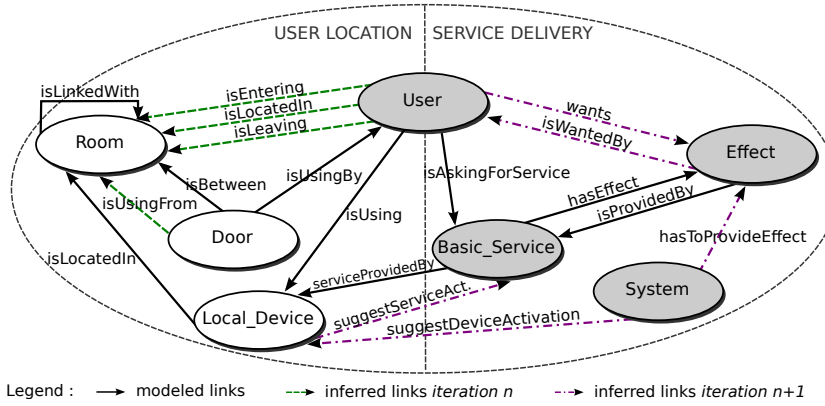 USER LOCATION
SERVICE DELIVERY
isLinkedWith
isEntering
isLocatedIn
isLeaving
User
wants
isWantedBy
Room
Effect
isUsingBy
isAskingForService
isBetween
hasEffect
isUsingFrom
isProvidedBy
isUsing
Door
Basic_Service
hasToProvideEffect
isLocatedIn
serviceProvidedBy
System
suggestServiceAct.
Local_Device
suggestDeviceActivation
Legend : modeled links inferred links iteration n inferred links iteration n+1